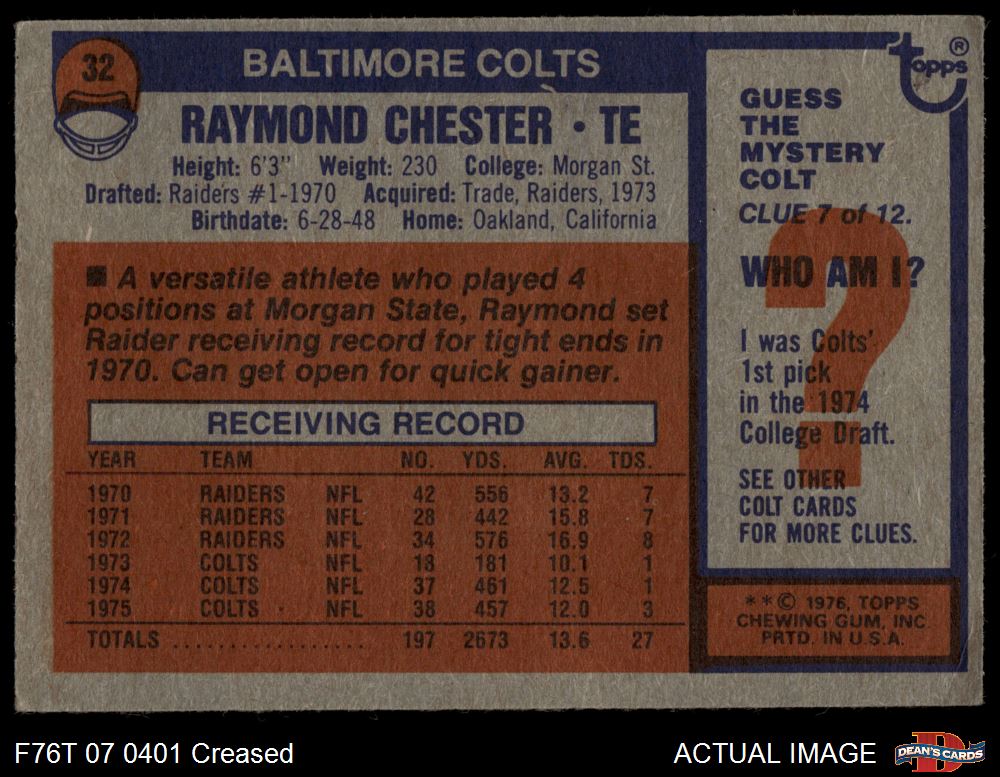 32
BALTIMORE COLTS
RAYMOND CHESTER • TE
Height: 6'3" Weight: 230 College: Morgan St.
Drafted: Raiders #1-1970 Acquired: Trade, Raiders, 1973
Birthdate: 6-28-48 Home: Oakland, California
■ A versatile athlete who played 4
positions at Morgan State, Raymond set
Raider receiving record for tight ends in
1970. Can get open for quick gainer.
RECEIVING RECORD
YEAR TEAM NO. YDS. AVG. TDS.
1970 RAIDERS NFL 42 556 13.2 7
1971 RAIDERS NFL 28 442 15.8 7
1972 RAIDERS NFL 34 576 16.9 8
1973 COLTS NFL 18 181 10.1 1
1974 COLTS NFL 37 461 12.5 1
1975 COLTS NFL 38 457 12.0 3
TOTALS .................. 197 2673 13.6 27
topps ®
GUESS
THE
MYSTERY
COLT
CLUE 7 of 12.
WHO AM I?
?
I was Colts'
1st pick
in the 1974
College Draft.
SEE OTHER
COLT CARDS
FOR MORE CLUES.
* * © 1976, TOPPS
CHEWING GUM, INC
PRTD. IN U.S.A.
F76T 07 0401 Creased
ACTUAL IMAGE
DEAN'S CARDS